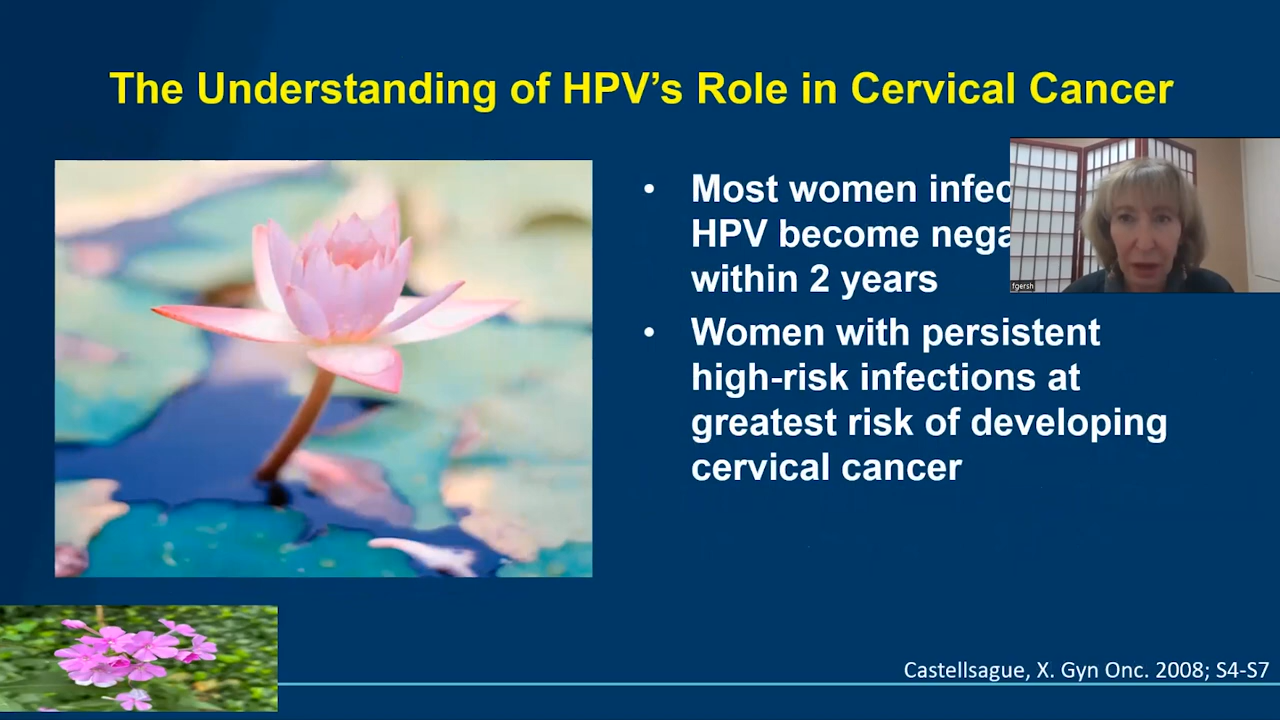 The Understanding of HPV’s Role in Cervical Cancer
• Most women infec
HPV become nega
within 2 years
• Women with persistent
high-risk infections at
greatest risk of developing
cervical cancer
fgersh
Castellsague, X. Gyn Onc. 2008; S4-S7